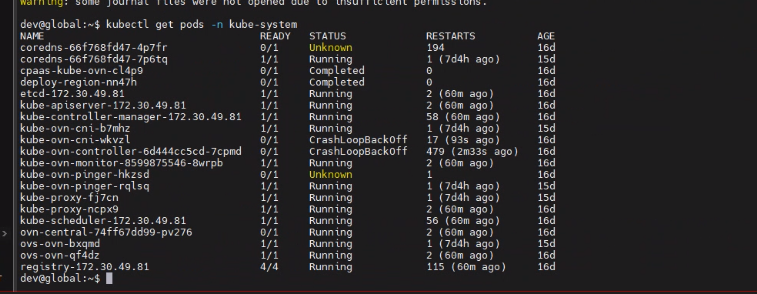 Warning: some journal files were not opened due to insufficient permissions.
dev@global:~$ kubectl get pods -n kube-system
NAME READY STATUS RESTARTS AGE
coredns-66f768fd47-4p7fr 0/1 Unknown 194 16d
coredns-66f768fd47-7p6tq 1/1 Running 1 (7d4h ago) 15d
cpaas-kube-ovn-cl4p9 0/1 Completed 0 16d
deploy-region-nn47h 0/1 Completed 0 16d
etcd-172.30.49.81 1/1 Running 2 (60m ago) 16d
kube-apiserver-172.30.49.81 1/1 Running 2 (60m ago) 16d
kube-controller-manager-172.30.49.81 1/1 Running 58 (60m ago) 16d
kube-ovn-cni-b7mhz 1/1 Running 1 (7d4h ago) 15d
kube-ovn-cni-wkvzl 0/1 CrashLoopBackOff 17 (93s ago) 16d
kube-ovn-controller-6d444cc5cd-7cpmd 0/1 CrashLoopBackOff 479 (2m33s ago) 16d
kube-ovn-monitor-8599875546-8wrpb 1/1 Running 2 (60m ago) 16d
kube-ovn-pinger-hkzsd 0/1 Unknown 1 16d
kube-ovn-pinger-rqlsq 1/1 Running 1 (7d4h ago) 15d
kube-proxy-fj7cn 1/1 Running 1 (7d4h ago) 15d
kube-proxy-ncpx9 1/1 Running 2 (60m ago) 16d
kube-scheduler-172.30.49.81 1/1 Running 56 (60m ago) 16d
ovn-central-74ff67dd99-pv276 0/1 Running 2 (60m ago) 16d
ovs-ovn-bxqmd 1/1 Running 1 (7d4h ago) 15d
ovs-ovn-qf4dz 1/1 Running 2 (60m ago) 16d
registry-172.30.49.81 4/4 Running 115 (60m ago) 16d
dev@global:~$